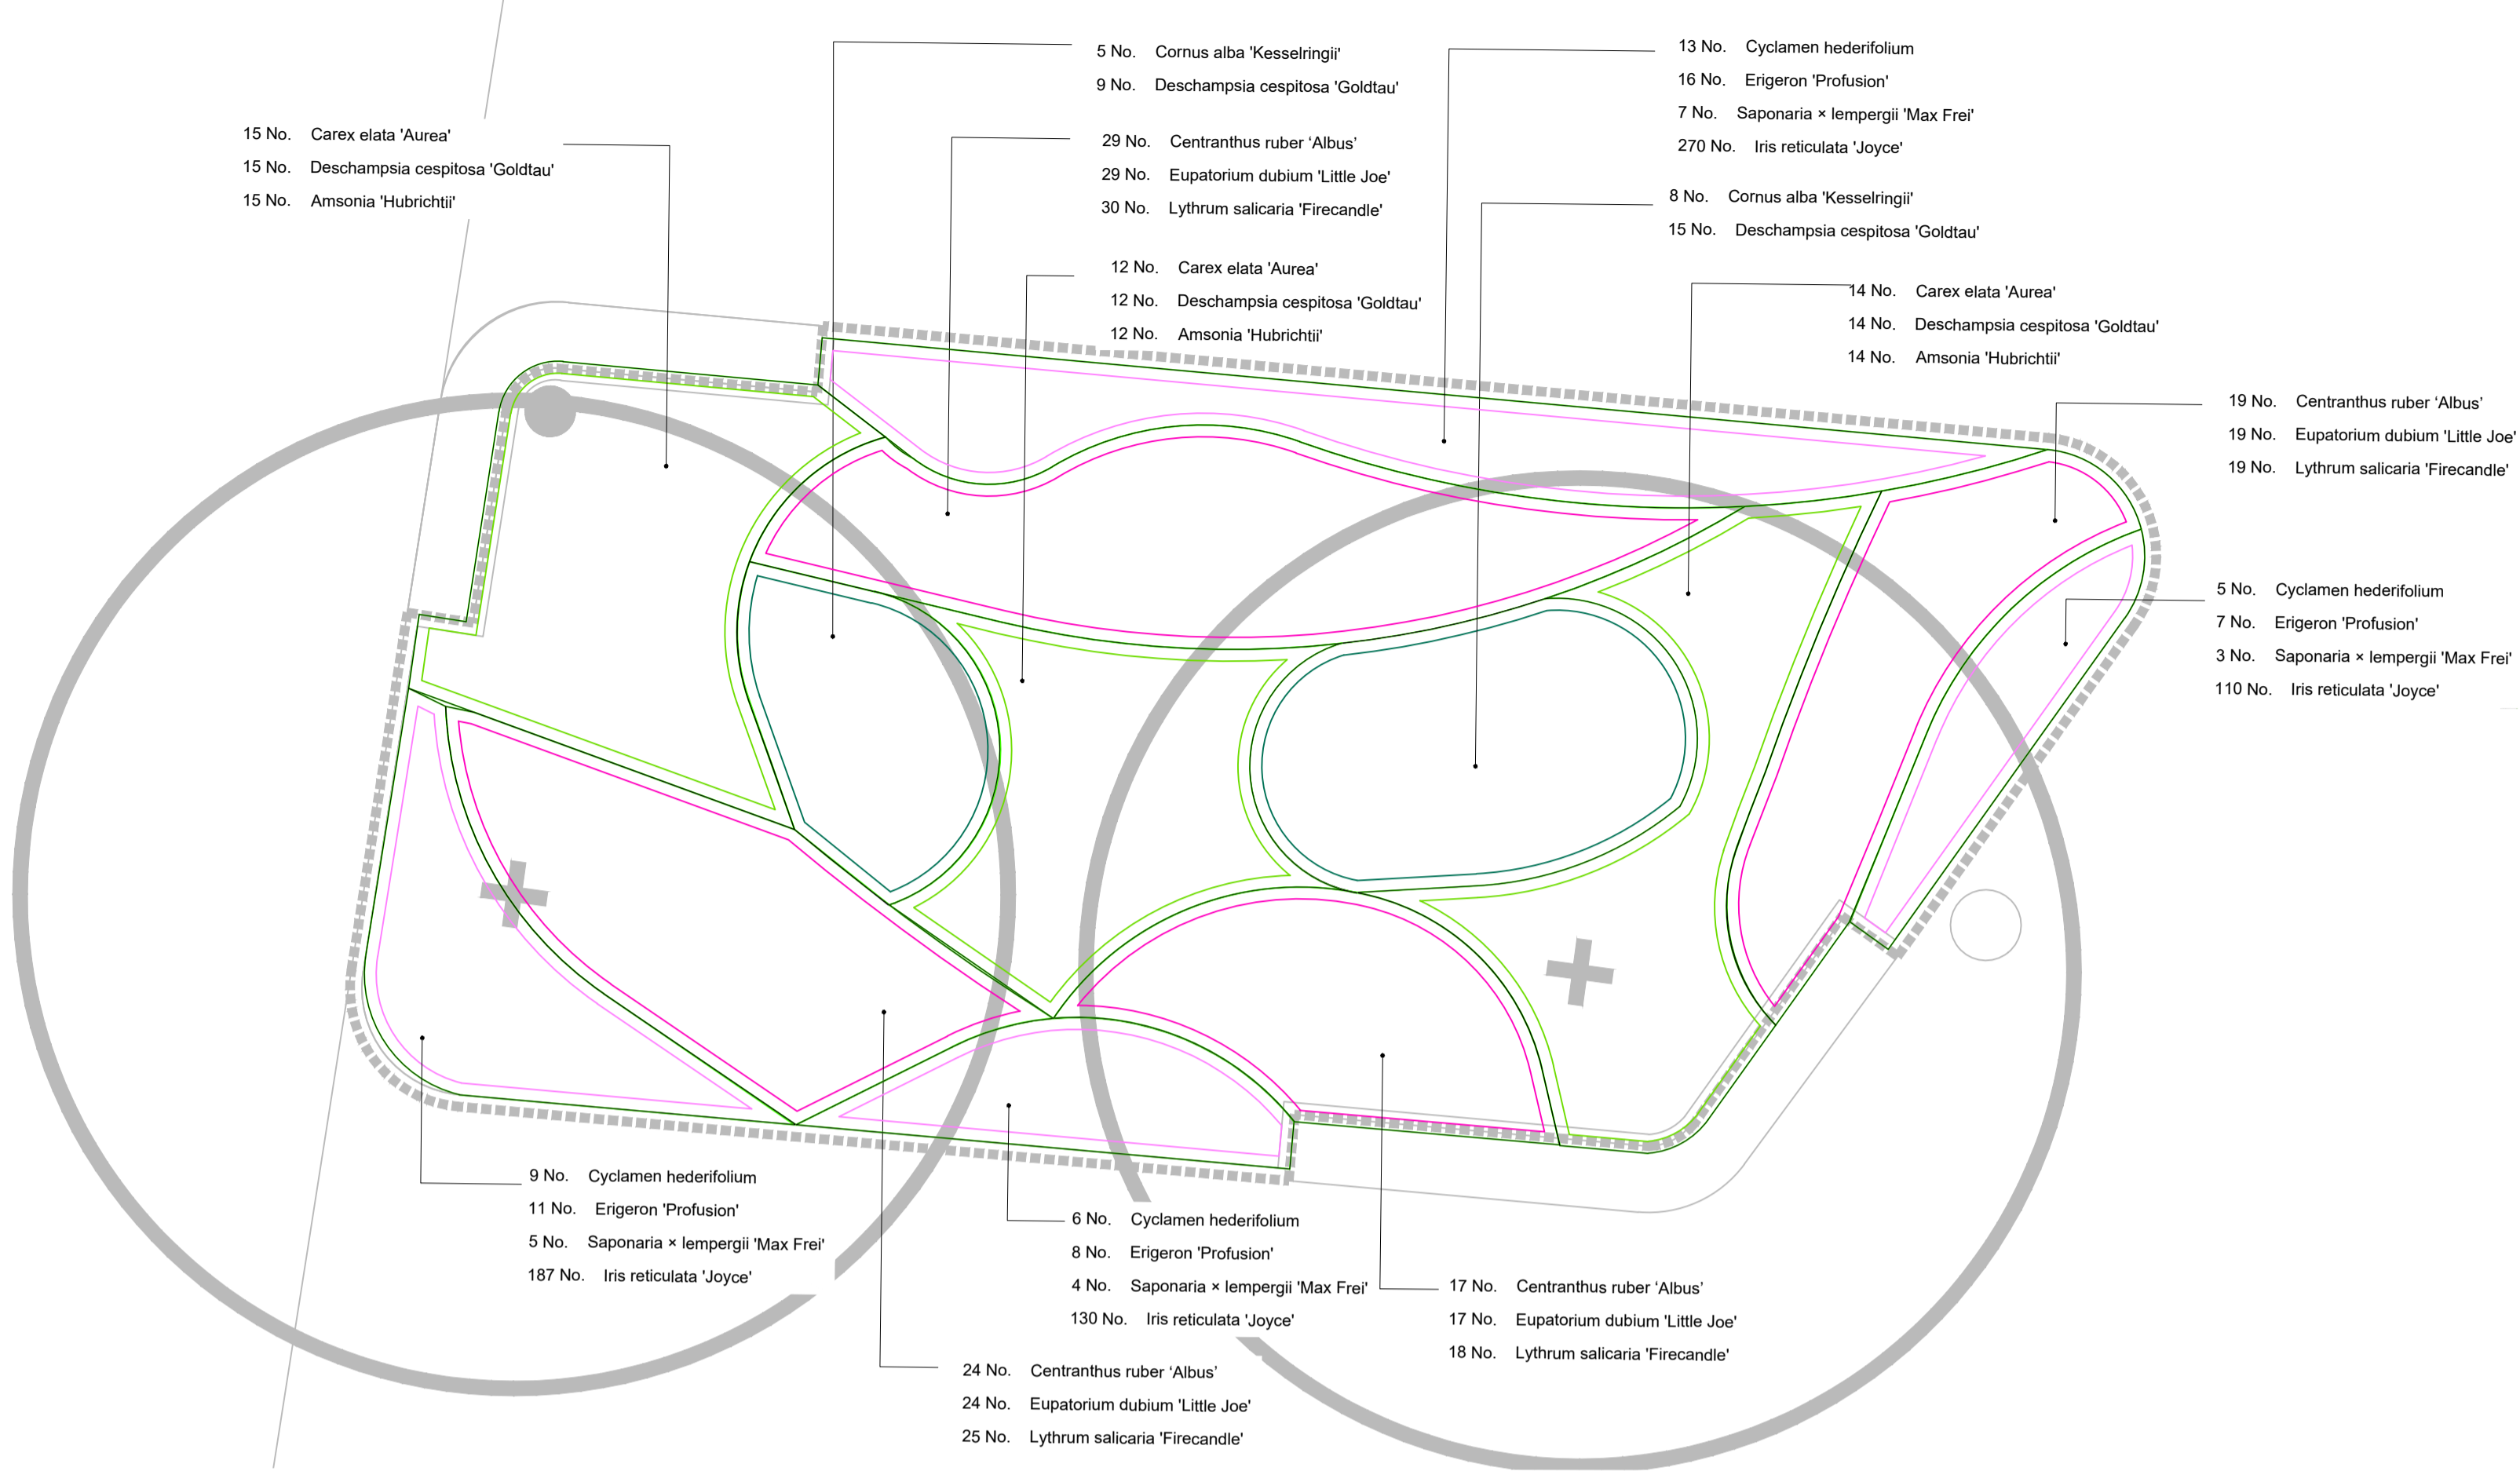 5 No. Cornus alba 'Kesselringii'
9 No. Deschampsia cespitosa 'Goldtau'
13 No. Cyclamen hederifolium
16 No. Erigeron 'Profusion'
7 No. Saponaria × lempergii 'Max Frei'
270 No. Iris reticulata 'Joyce'
15 No. Carex elata 'Aurea'
15 No. Deschampsia cespitosa 'Goldtau'
15 No. Amsonia 'Hubrichtii'
29 No. Centranthus ruber ‘Albus’
29 No. Eupatorium dubium 'Little Joe'
30 No. Lythrum salicaria 'Firecandle'
8 No. Cornus alba 'Kesselringii'
15 No. Deschampsia cespitosa 'Goldtau'
12 No. Carex elata 'Aurea'
12 No. Deschampsia cespitosa 'Goldtau'
12 No. Amsonia 'Hubrichtii'
14 No. Carex elata 'Aurea'
14 No. Deschampsia cespitosa 'Goldtau'
14 No. Amsonia 'Hubrichtii'
19 No. Centranthus ruber ‘Albus’
19 No. Eupatorium dubium 'Little Joe'
19 No. Lythrum salicaria 'Firecandle'
5 No. Cyclamen hederifolium
7 No. Erigeron 'Profusion'
3 No. Saponaria × lempergii 'Max Frei'
110 No. Iris reticulata 'Joyce'
9 No. Cyclamen hederifolium
11 No. Erigeron 'Profusion'
5 No. Saponaria × lempergii 'Max Frei'
187 No. Iris reticulata 'Joyce'
6 No. Cyclamen hederifolium
8 No. Erigeron 'Profusion'
4 No. Saponaria × lempergii 'Max Frei'
130 No. Iris reticulata 'Joyce'
17 No. Centranthus ruber ‘Albus’
17 No. Eupatorium dubium 'Little Joe'
18 No. Lythrum salicaria 'Firecandle'
24 No. Centranthus ruber ‘Albus’
24 No. Eupatorium dubium 'Little Joe'
25 No. Lythrum salicaria 'Firecandle'